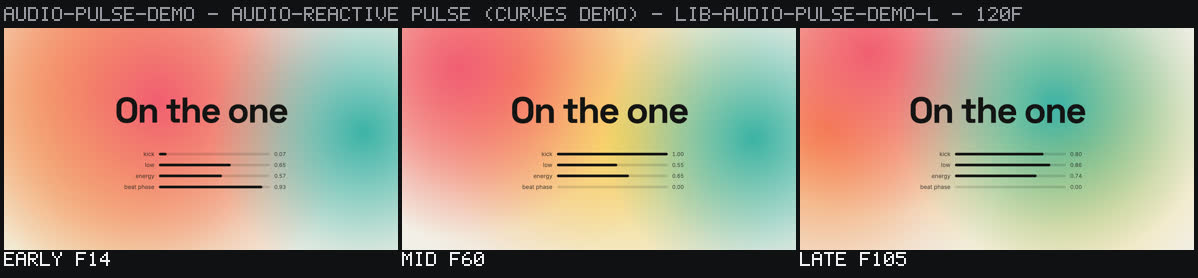 AUDIO-PULSE-DEMO — AUDIO-REACTIVE PULSE (CURVES DEMO) — LIB-AUDIO-PULSE-DEMO-L — 120F
On the one
kick 0.07
low 0.65
energy 0.57
beat phase 0.93
EARLY F14
On the one
kick 1.00
low 0.55
energy 0.65
beat phase 0.00
MID F60
On the one
kick 0.80
low 0.86
energy 0.74
beat phase 0.00
LATE F105